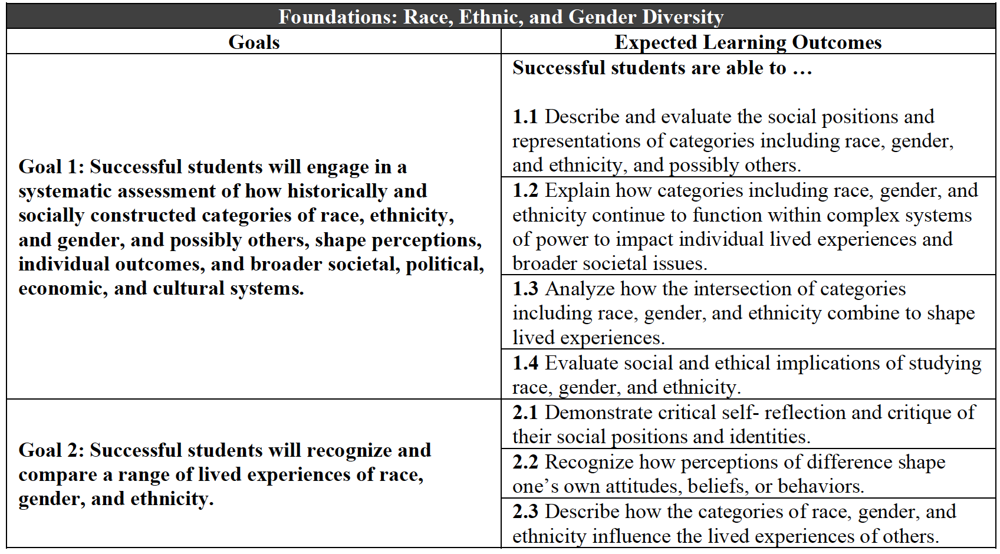 Foundations: Race, Ethnic, and Gender Diversity
Goals
Expected Learning Outcomes
Goal 1: Successful students will engage in a
systematic assessment of how historically and
socially constructed categories of race, ethnicity,
and gender, and possibly others, shape perceptions,
individual outcomes, and broader societal, political,
economic, and cultural systems.
Successful students are able to …
1.1 Describe and evaluate the social positions and
representations of categories including race, gender,
and ethnicity, and possibly others.
1.2 Explain how categories including race, gender, and
ethnicity continue to function within complex systems
of power to impact individual lived experiences and
broader societal issues.
1.3 Analyze how the intersection of categories
including race, gender, and ethnicity combine to shape
lived experiences.
1.4 Evaluate social and ethical implications of studying
race, gender, and ethnicity.
Goal 2: Successful students will recognize and
compare a range of lived experiences of race,
gender, and ethnicity.
2.1 Demonstrate critical self- reflection and critique of
their social positions and identities.
2.2 Recognize how perceptions of difference shape
one’s own attitudes, beliefs, or behaviors.
2.3 Describe how the categories of race, gender, and
ethnicity influence the lived experiences of others.